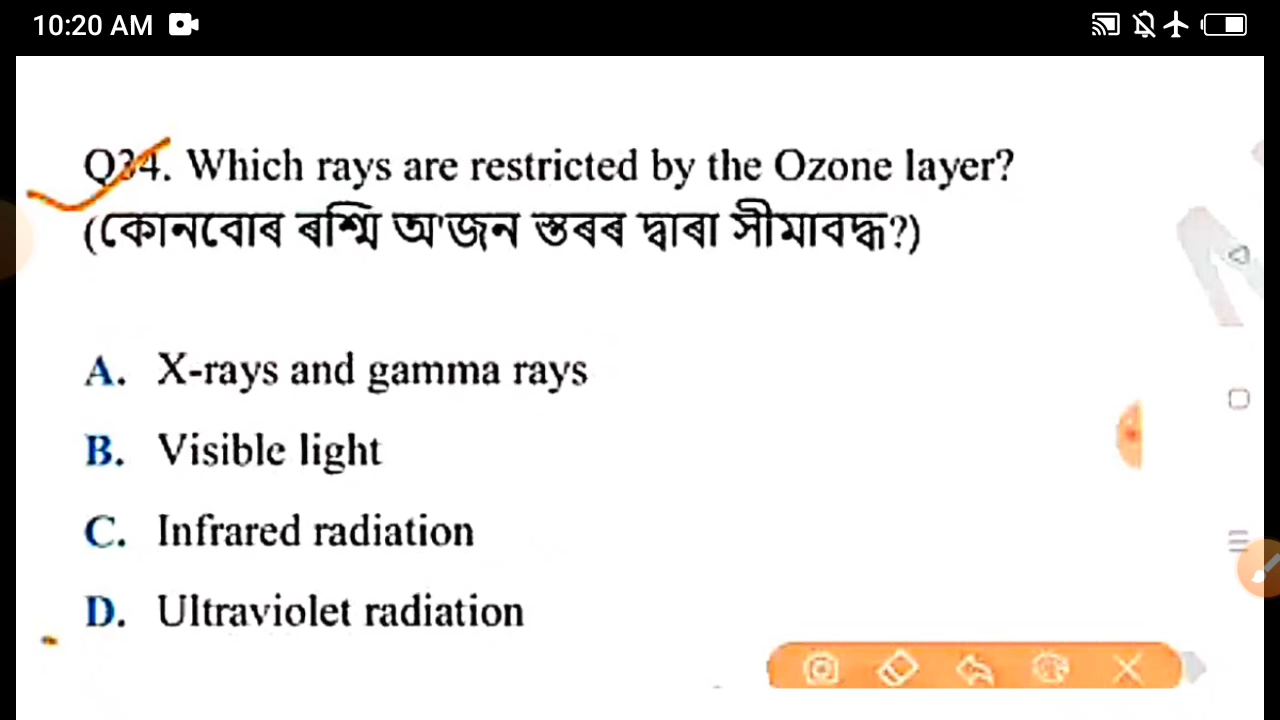 10:20 AM
Q34. Which rays are restricted by the Ozone layer?
(কোনবোৰ ৰশ্মি অ'জন স্তৰৰ দ্বাৰা সীমাবদ্ধ?)
A. X-rays and gamma rays
B. Visible light
C. Infrared radiation
D. Ultraviolet radiation